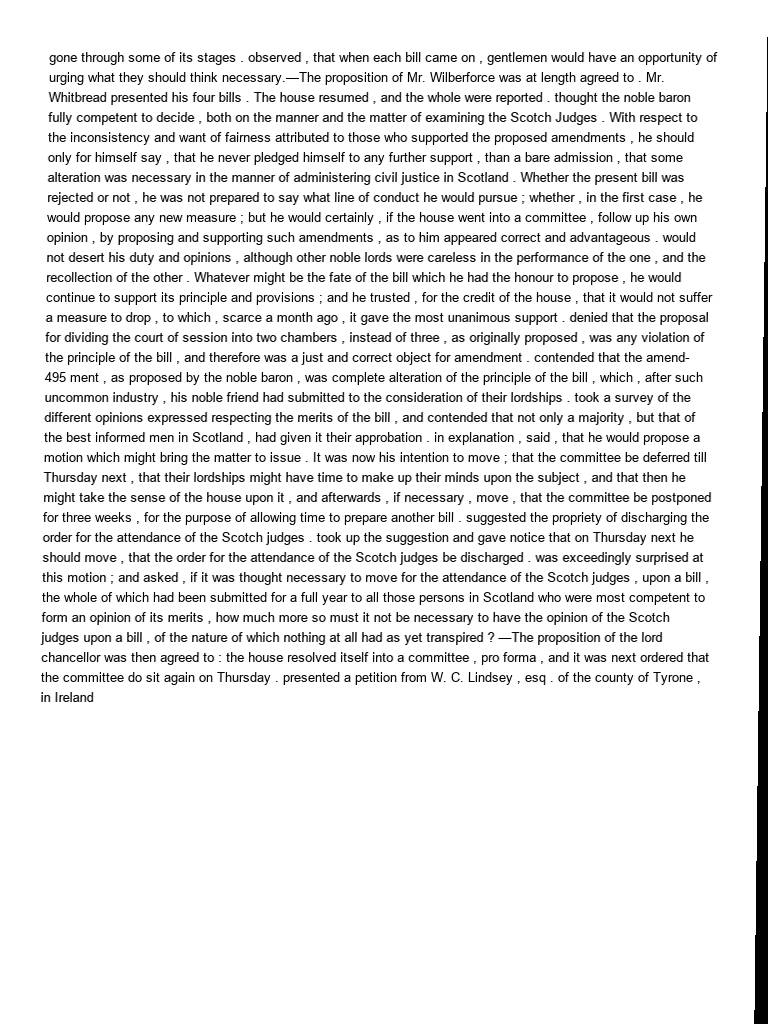 gone through some of its stages . observed , that when each bill came on , gentlemen would have an opportunity of
urging what they should think necessary.—The proposition of Mr. Wilberforce was at length agreed to . Mr.
Whitbread presented his four bills . The house resumed , and the whole were reported . thought the noble baron
fully competent to decide , both on the manner and the matter of examining the Scotch Judges . With respect to
the inconsistency and want of fairness attributed to those who supported the proposed amendments , he should
only for himself say , that he never pledged himself to any further support , than a bare admission , that some
alteration was necessary in the manner of administering civil justice in Scotland . Whether the present bill was
rejected or not , he was not prepared to say what line of conduct he would pursue ; whether , in the first case , he
would propose any new measure ; but he would certainly , if the house went into a committee , follow up his own
opinion , by proposing and supporting such amendments , as to him appeared correct and advantageous . would
not desert his duty and opinions , although other noble lords were careless in the performance of the one , and the
recollection of the other . Whatever might be the fate of the bill which he had the honour to propose , he would
continue to support its principle and provisions ; and he trusted , for the credit of the house , that it would not suffer
a measure to drop , to which , scarce a month ago , it gave the most unanimous support . denied that the proposal
for dividing the court of session into two chambers , instead of three , as originally proposed , was any violation of
the principle of the bill , and therefore was a just and correct object for amendment . contended that the amend-
495 ment , as proposed by the noble baron , was complete alteration of the principle of the bill , which , after such
uncommon industry , his noble friend had submitted to the consideration of their lordships . took a survey of the
different opinions expressed respecting the merits of the bill , and contended that not only a majority , but that of
the best informed men in Scotland , had given it their approbation . in explanation , said , that he would propose a
motion which might bring the matter to issue . It was now his intention to move ; that the committee be deferred till
Thursday next , that their lordships might have time to make up their minds upon the subject , and that then he
might take the sense of the house upon it , and afterwards , if necessary , move , that the committee be postponed
for three weeks , for the purpose of allowing time to prepare another bill . suggested the propriety of discharging the
order for the attendance of the Scotch judges . took up the suggestion and gave notice that on Thursday next he
should move , that the order for the attendance of the Scotch judges be discharged . was exceedingly surprised at
this motion ; and asked , if it was thought necessary to move for the attendance of the Scotch judges , upon a bill ,
the whole of which had been submitted for a full year to all those persons in Scotland who were most competent to
form an opinion of its merits , how much more so must it not be necessary to have the opinion of the Scotch
judges upon a bill , of the nature of which nothing at all had as yet transpired ? —The proposition of the lord
chancellor was then agreed to : the house resolved itself into a committee , pro forma , and it was next ordered that
the committee do sit again on Thursday . presented a petition from W. C. Lindsey , esq . of the county of Tyrone ,
in Ireland